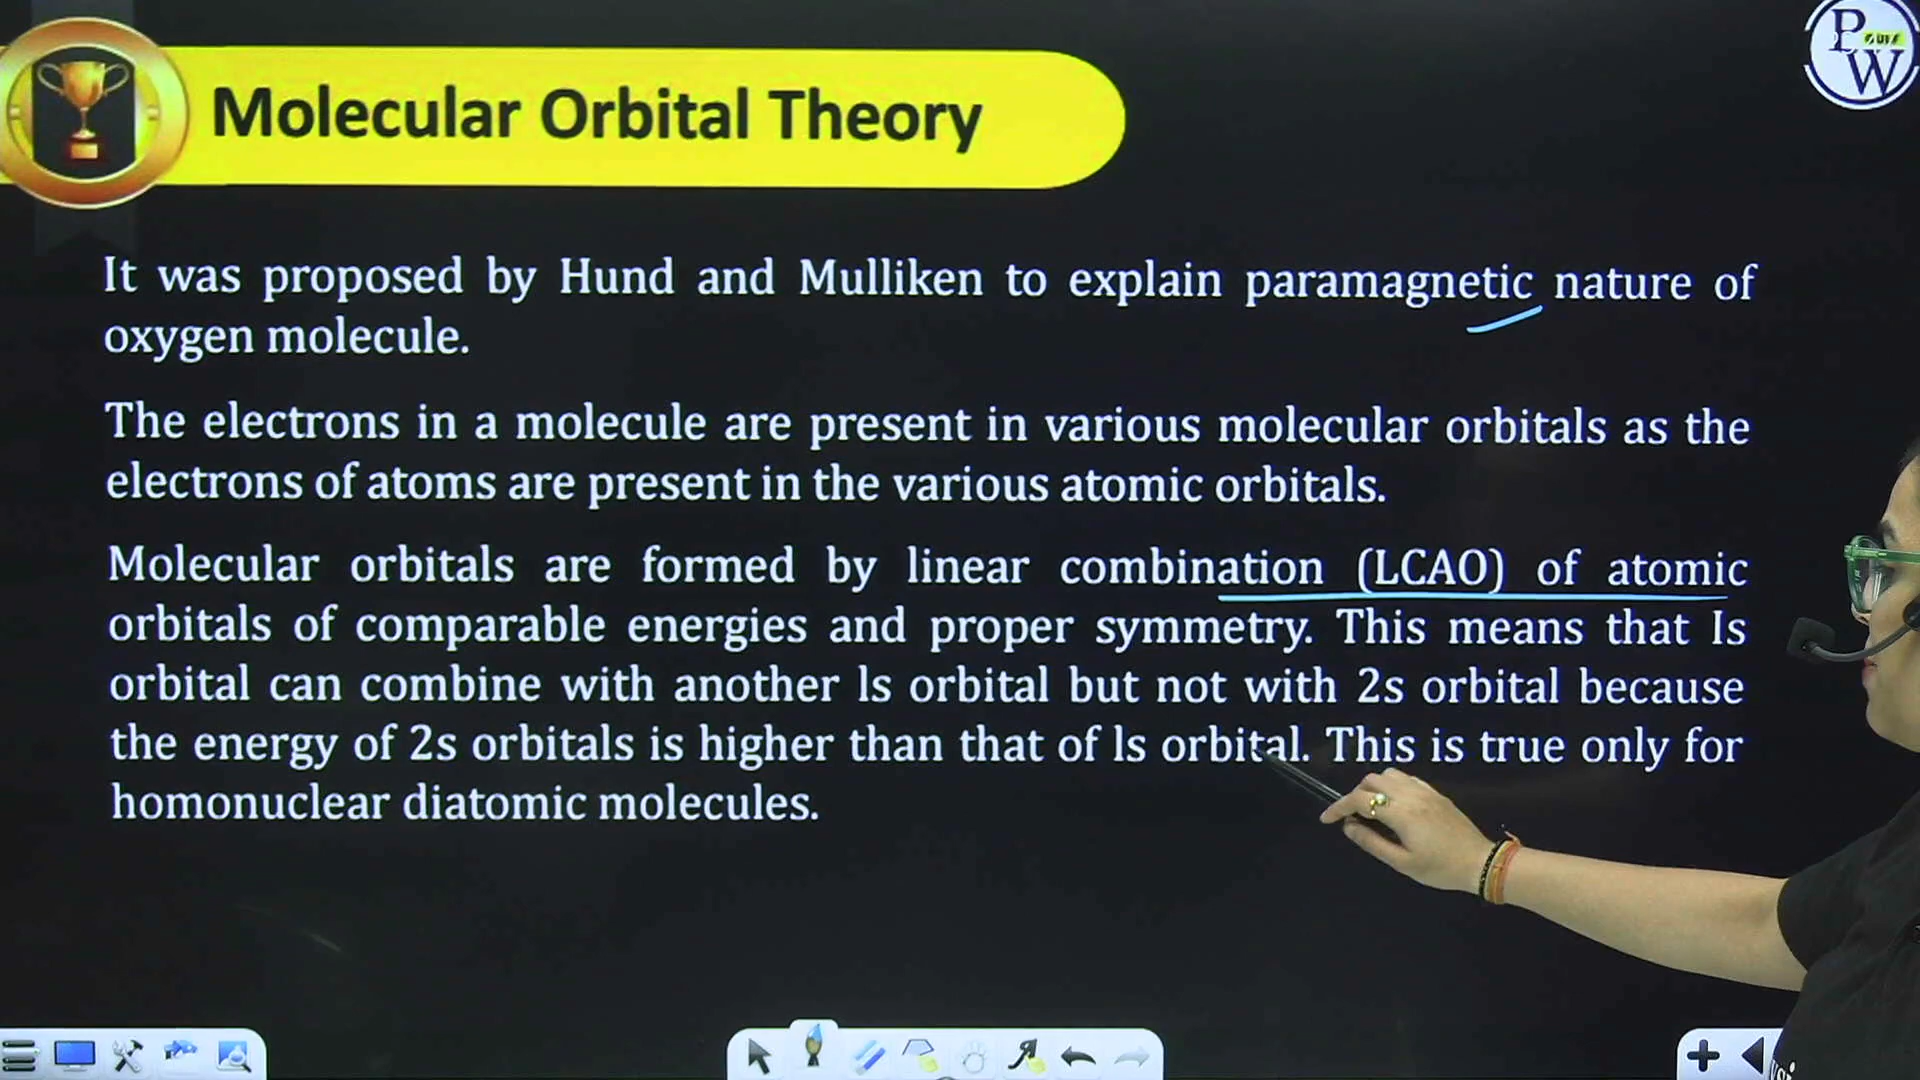 Molecular Orbital Theory
PW
It was proposed by Hund and Mulliken to explain paramagnetic nature of
oxygen molecule.
The electrons in a molecule are present in various molecular orbitals as the
electrons of atoms are present in the various atomic orbitals.
Molecular orbitals are formed by linear combination (LCAO) of atomic
orbitals of comparable energies and proper symmetry. This means that Is
orbital can combine with another ls orbital but not with 2s orbital because
the energy of 2s orbitals is higher than that of ls orbital. This is true only for
homonuclear diatomic molecules.